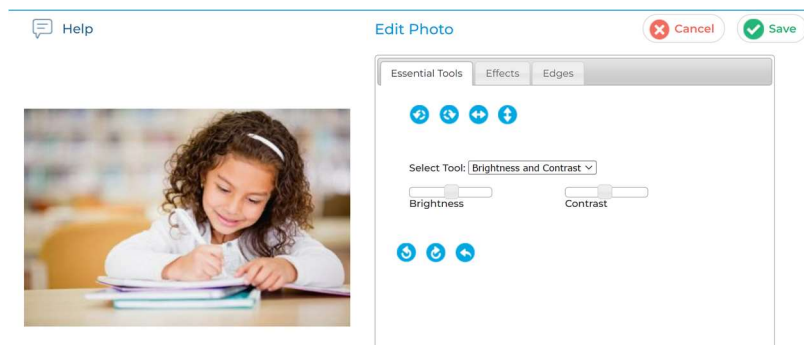 Help
Edit Photo
Cancel
Save
Essential Tools Effects Edges
Select Tool: Brightness and Contrast
Brightness Contrast